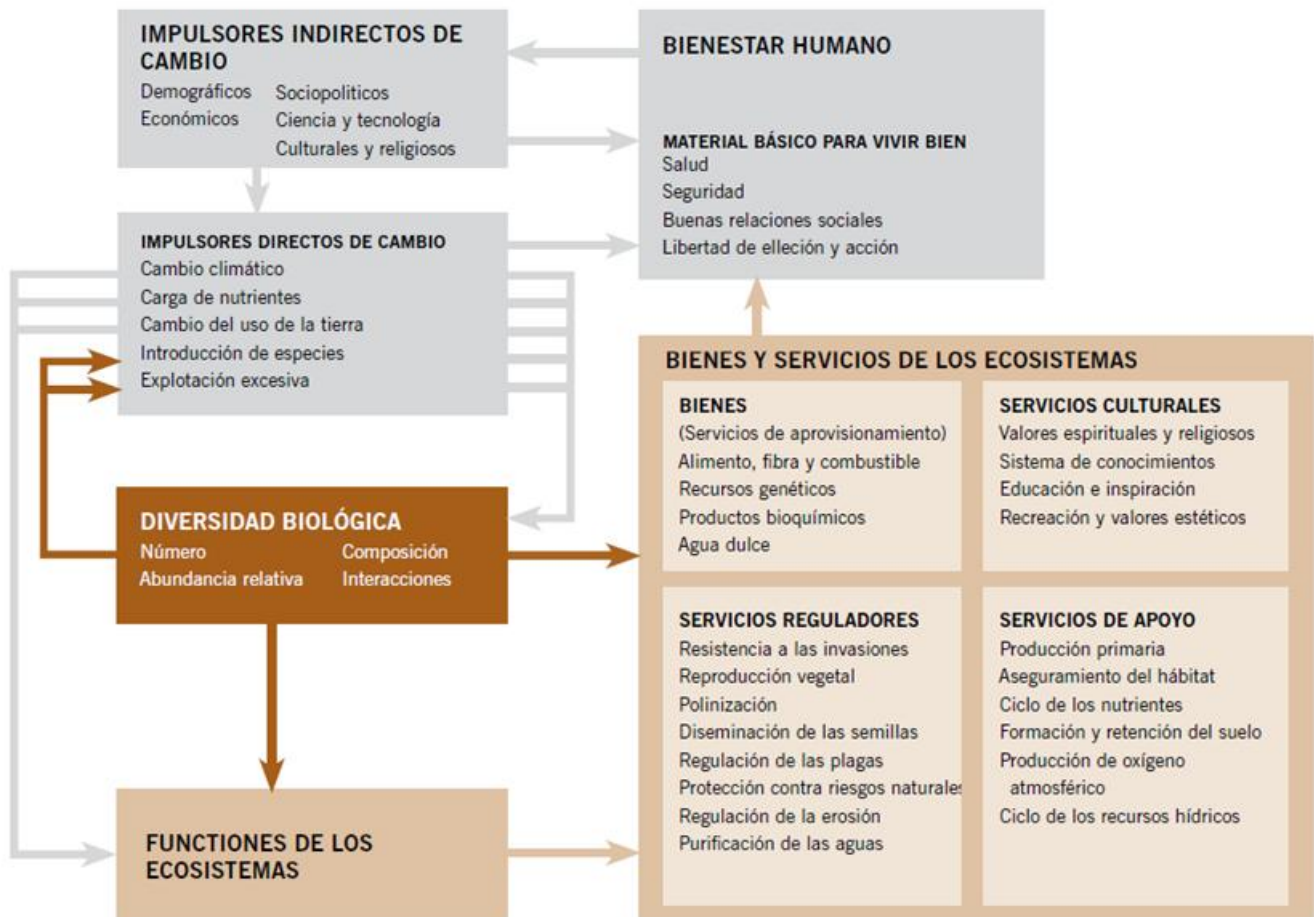 IMPULSORES INDIRECTOS DE
CAMBIO
Demográficos
Económicos
Sociopoliticos
Ciencia y tecnología
Culturales y religiosos
BIENESTAR HUMANO
MATERIAL BÁSICO PARA VIVIR BIEN
Salud
Seguridad
Buenas relaciones sociales
Libertad de elleción y acción
IMPULSORES DIRECTOS DE CAMBIO
Cambio climático
Carga de nutrientes
Cambio del uso de la tierra
Introducción de especies
Explotación excesiva
DIVERSIDAD BIOLÓGICA
Número
Abundancia relativa
Composición
Interacciones
FUNCTIONES DE LOS
ECOSISTEMAS
BIENES Y SERVICIOS DE LOS ECOSISTEMAS
BIENES
(Servicios de aprovisionamiento)
Alimento, fibra y combustible
Recursos genéticos
Productos bioquímicos
Agua dulce
SERVICIOS CULTURALES
Valores espirituales y religiosos
Sistema de conocimientos
Educación e inspiración
Recreación y valores estéticos
SERVICIOS REGULADORES
Resistencia a las invasiones
Reproducción vegetal
Polinización
Diseminación de las semillas
Regulación de las plagas
Protección contra riesgos naturales
Regulación de la erosión
Purificación de las aguas
SERVICIOS DE APOYO
Producción primaria
Aseguramiento del hábitat
Ciclo de los nutrientes
Formación y retención del suelo
Producción de oxígeno
atmosférico
Ciclo de los recursos hídricos